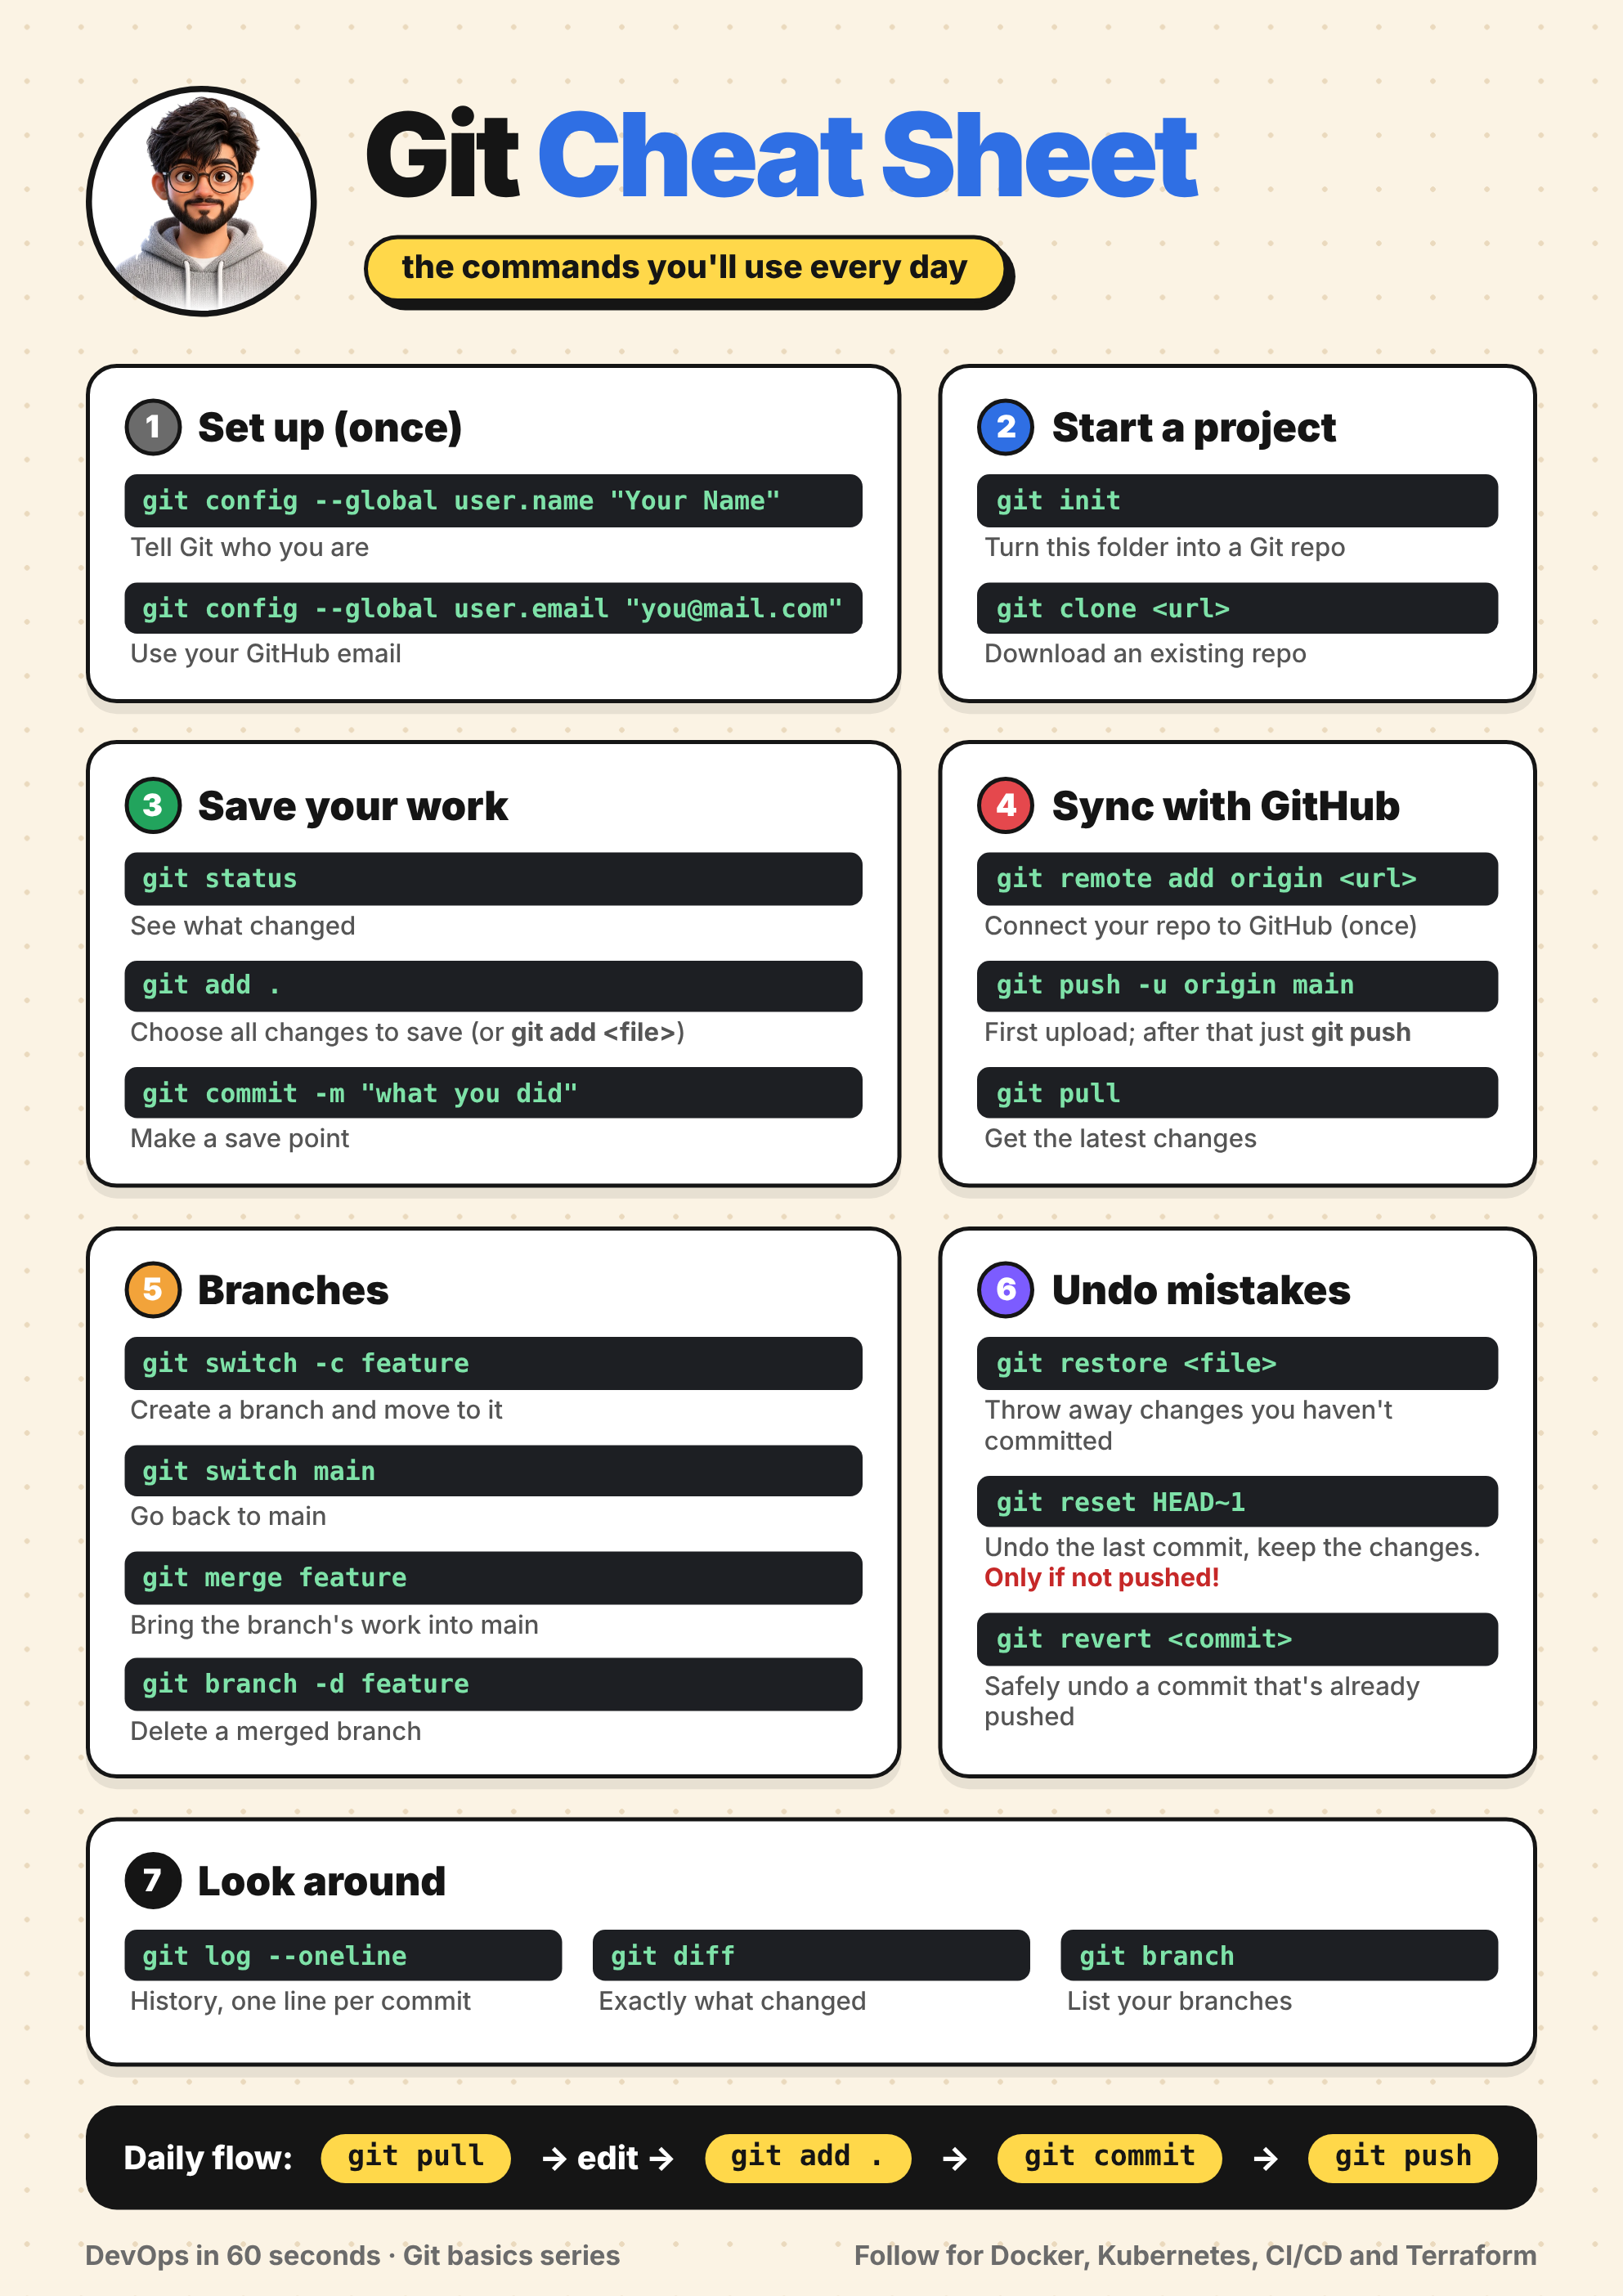 Git Cheat Sheet
the commands you'll use every day
1 Set up (once)
git config --global user.name "Your Name"
Tell Git who you are
git config --global user.email "you@mail.com"
Use your GitHub email
2 Start a project
git init
Turn this folder into a Git repo
git clone <url>
Download an existing repo
3 Save your work
git status
See what changed
git add .
Choose all changes to save (or git add <file>)
git commit -m "what you did"
Make a save point
4 Sync with GitHub
git remote add origin <url>
Connect your repo to GitHub (once)
git push -u origin main
First upload; after that just git push
git pull
Get the latest changes
5 Branches
git switch -c feature
Create a branch and move to it
git switch main
Go back to main
git merge feature
Bring the branch's work into main
git branch -d feature
Delete a merged branch
6 Undo mistakes
git restore <file>
Throw away changes you haven't
committed
git reset HEAD~1
Undo the last commit, keep the changes.
Only if not pushed!
git revert <commit>
Safely undo a commit that's already
pushed
7 Look around
git log --oneline
History, one line per commit
git diff
Exactly what changed
git branch
List your branches
Daily flow: git pull → edit → git add . → git commit → git push
DevOps in 60 seconds · Git basics series
Follow for Docker, Kubernetes, CI/CD and Terraform